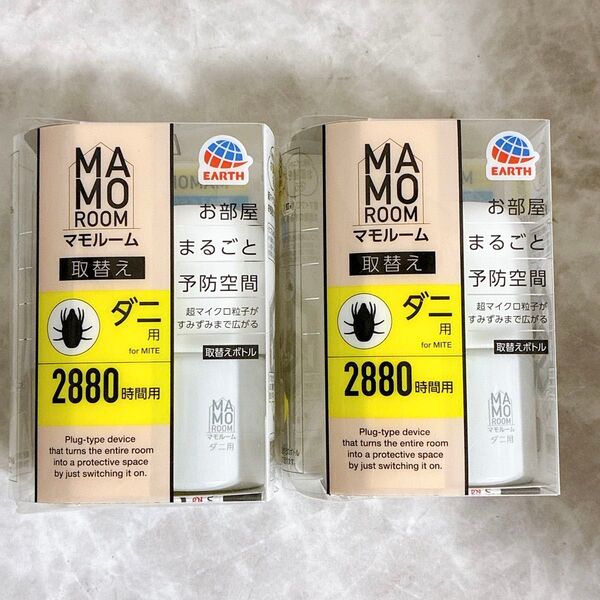 MA
MO
ROOM
マモルーム
取替え
ダニ
用
for MITE
2880時間用
Plug-type device
that turns the entire room
into a protective space
by just switching it on.
EARTH
お部屋
まるごと
予防空間
超マイクロ粒子が
すみずみまで広がる
取替えボトル
MA
MO
ROOM
マモルーム
ダニ用
MA
MO
ROOM
マモルーム
取替え
ダニ
用
for MITE
2880時間用
Plug-type device
that turns the entire room
into a protective space
by just switching it on.
EARTH
お部屋
まるごと
予防空間
超マイクロ粒子が
すみずみまで広がる
取替えボトル
MA
MO
ROOM
マモルーム
ダニ用